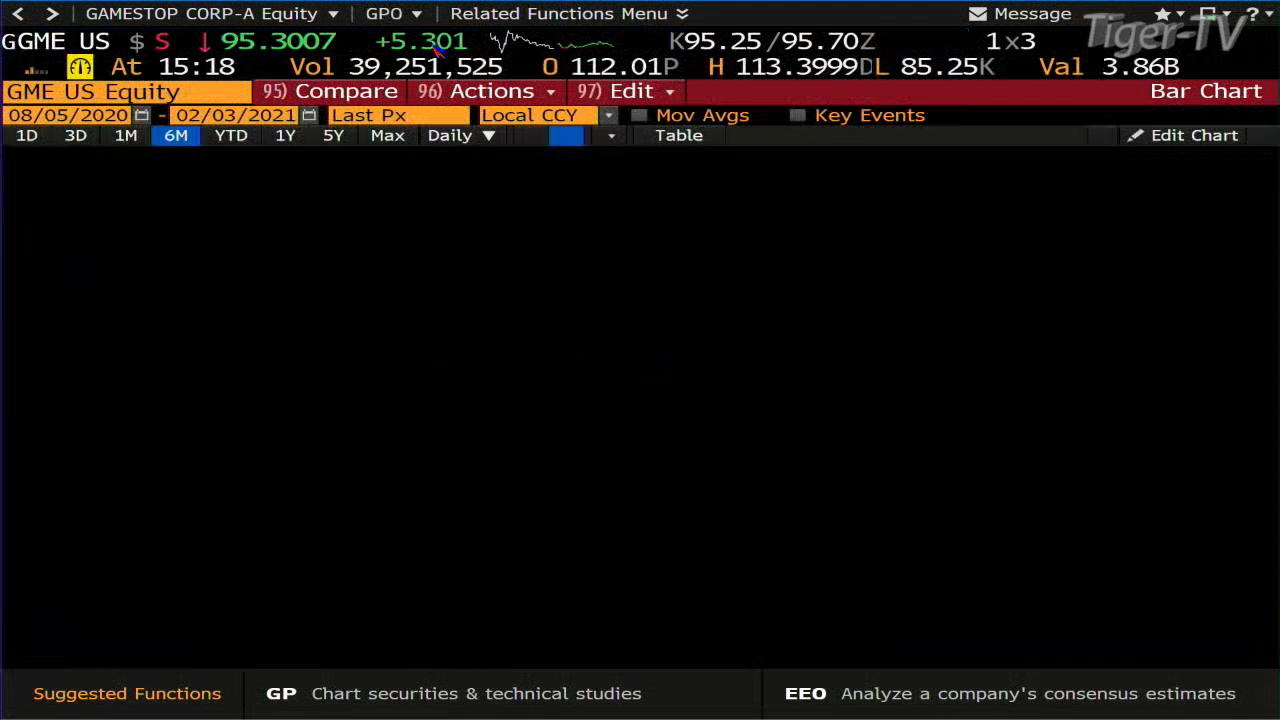 GAMESTOP CORP-A Equity GPO Related Functions Menu Message ?
GGME US $ S ↓ 95.3007 +5.301 K95.25/95.70Z 1x3 Tiger-TV
At 15:18 Vol 39,251,525 O 112.01P H 113.3999D L 85.25K Val 3.86B
GME US Equity 95) Compare 96) Actions 97) Edit Bar Chart
08/05/2020 - 02/03/2021 Last Px Local CCY Mov Avgs Key Events
1D 3D 1M 6M YTD 1Y 5Y Max Daily ▼ Table Edit Chart
Suggested Functions GP Chart securities & technical studies EEO Analyze a company's consensus estimates